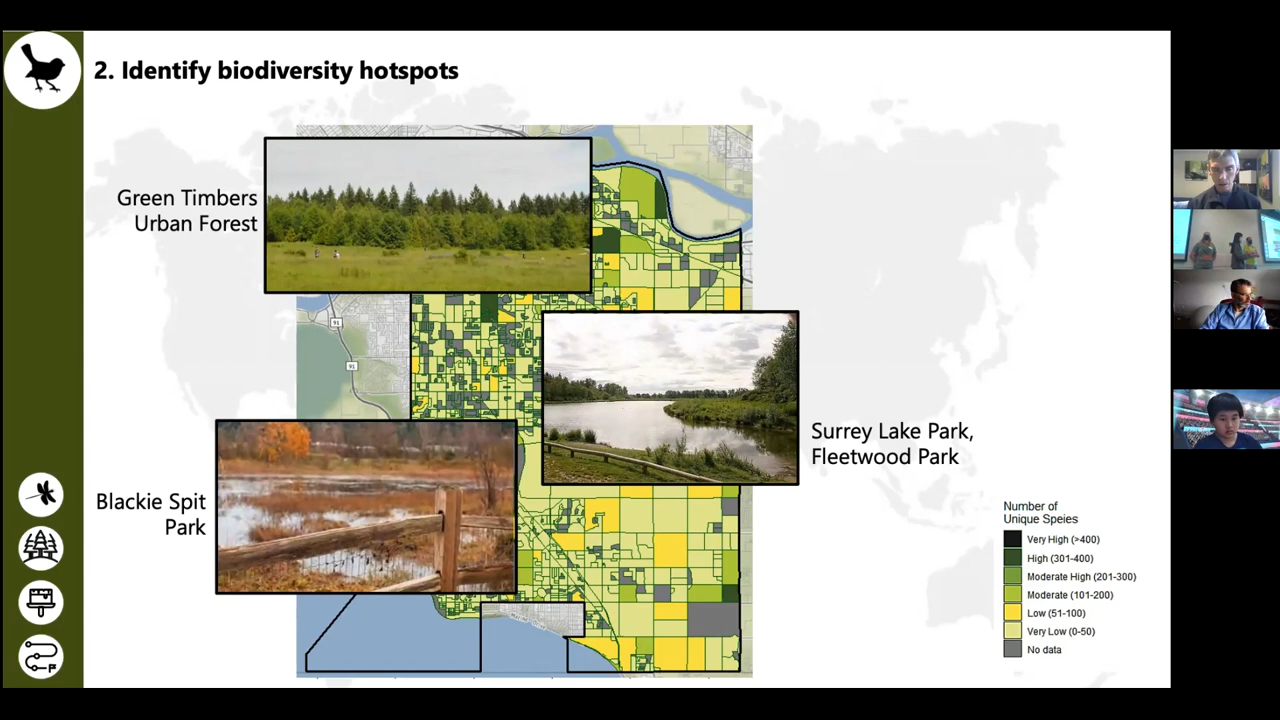 2. Identify biodiversity hotspots
Green Timbers
Urban Forest
91
91
Surrey Lake Park,
Fleetwood Park
Blackie Spit
Park
Number of
Unique Speies
Very High (>400)
High (301-400)
Moderate High (201-300)
Moderate (101-200)
Low (51-100)
Very Low (0-50)
No data